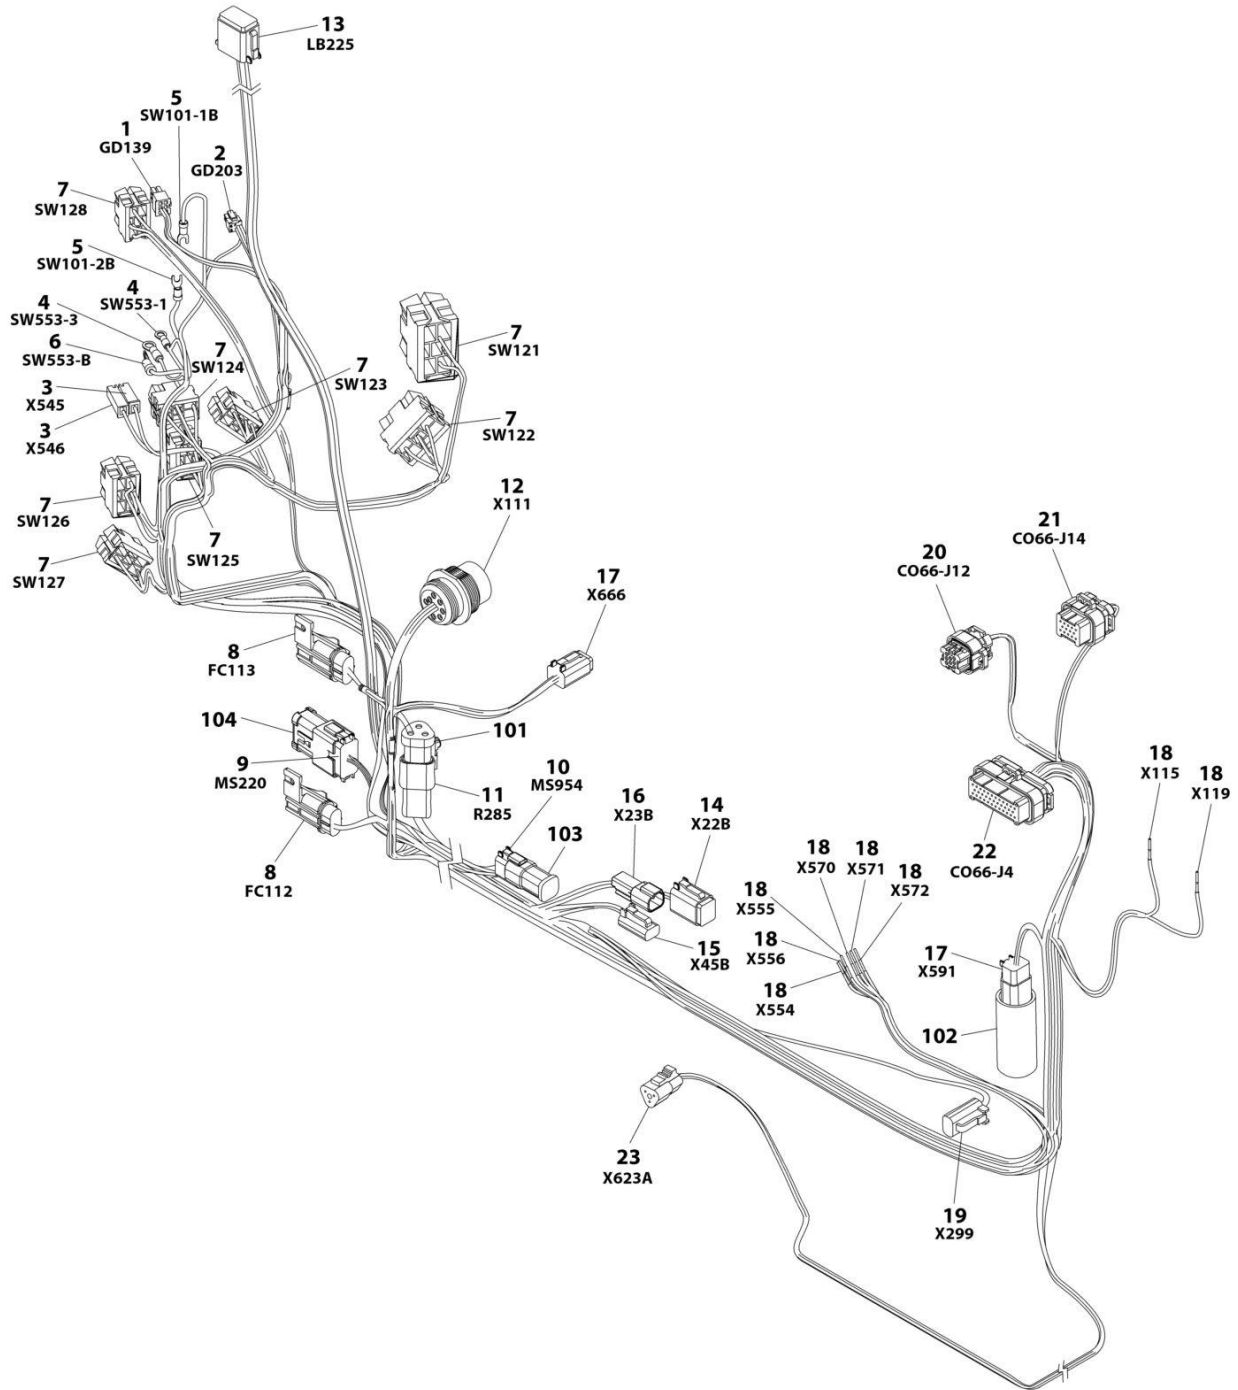 13
LB225
5
SW101-1B
1
GD139
2
GD203
7
SW128
5
SW101-2B
4
SW553-1
4
SW553-3
6
SW553-B
7
SW124
7
SW123
7
SW121
3
X545
3
X546
7
SW122
7
SW126
7
SW125
7
SW127
12
X111
17
X666
21
CO66-J14
20
CO66-J12
8
FC113
104
9
MS220
101
11
R285
10
MS954
103
16
X23B
14
X22B
8
FC112
15
X45B
18
X115
18
X119
22
CO66-J4
18
X570
18
X571
18
X572
18
X555
18
X556
18
X554
17
X591
102
23
X623A
19
X299